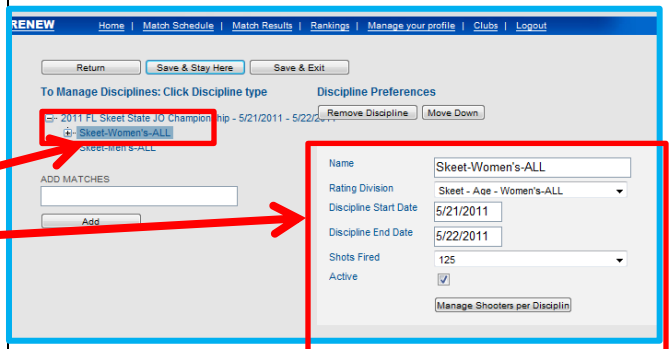 RENEW Home | Match Schedule | Match Results | Rankings | Manage your profile | Clubs | Logout
Return Save & Stay Here Save & Exit
To Manage Disciplines: Click Discipline type
2011 FL Skeet State JO Championship - 5/21/2011 - 5/22/2011
Skeet-Women's-ALL
Skeet-Men's-ALL
ADD MATCHES
Add
Discipline Preferences
Remove Discipline Move Down
Name Skeet-Women's-ALL
Rating Division Skeet - Age - Women's-ALL
Discipline Start Date 5/21/2011
Discipline End Date 5/22/2011
Shots Fired 125
Active
Manage Shooters per Disciplin